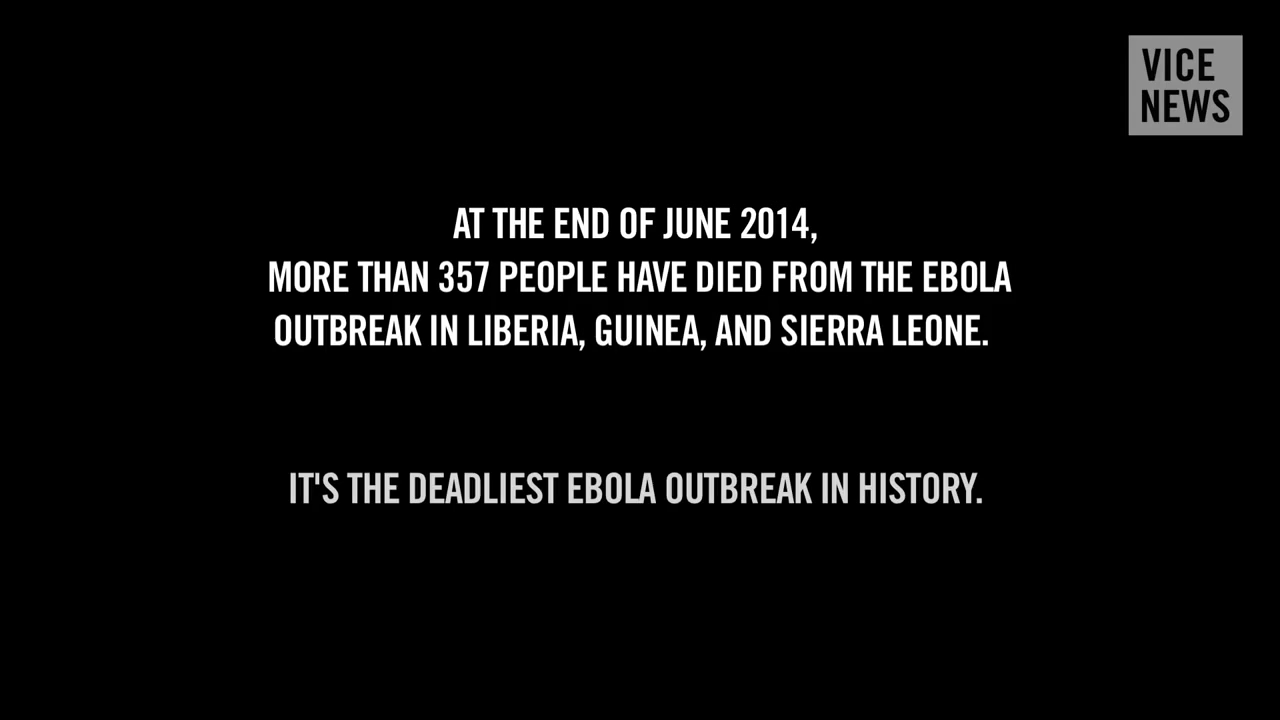 VICE
NEWS
AT THE END OF JUNE 2014,
MORE THAN 357 PEOPLE HAVE DIED FROM THE EBOLA
OUTBREAK IN LIBERIA, GUINEA, AND SIERRA LEONE.
IT'S THE DEADLIEST EBOLA OUTBREAK IN HISTORY.